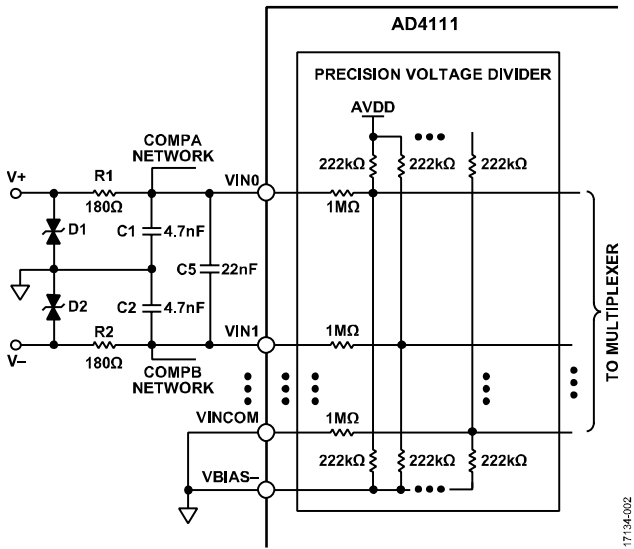 AD4111
PRECISION VOLTAGE DIVIDER
AVDD
COMPA
NETWORK
222kΩ
222kΩ
222kΩ
V+
R1
180Ω
VIN0
1MΩ
D1
C1
4.7nF
C5
22nF
D2
C2
4.7nF
R2
180Ω
V–
VIN1
1MΩ
COMPB
NETWORK
TO MULTIPLEXER
VINCOM
1MΩ
222kΩ
222kΩ
222kΩ
VBIAS–
17134-002